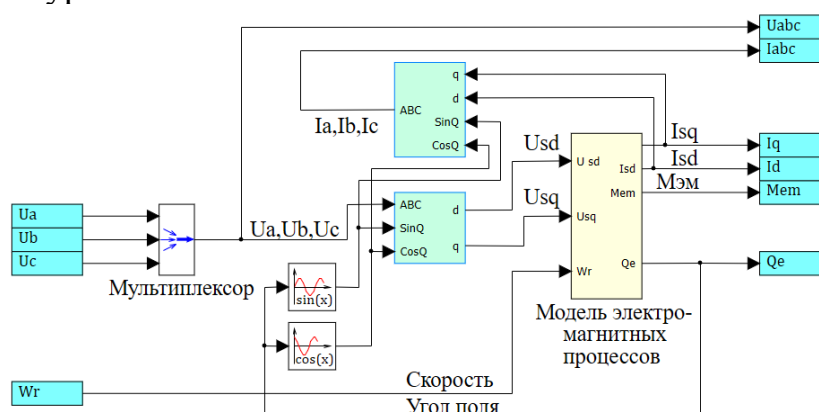 Uabc
Iabc
q
d
ABC
SinQ
CosQ
Ia,Ib,Ic
Usd
U sd
Isd
Mem
Usq
Wr
Qe
Isq
Isd
Мэм
Iq
Id
Mem
Qe
Ua
Ub
Uc
Ua,Ub,Uc
ABC
SinQ
CosQ
d
q
Usq
Мультиплексор
sin(x)
cos(x)
Модель электро-
магнитных
процессов
Wr
Скорость
Угол поля